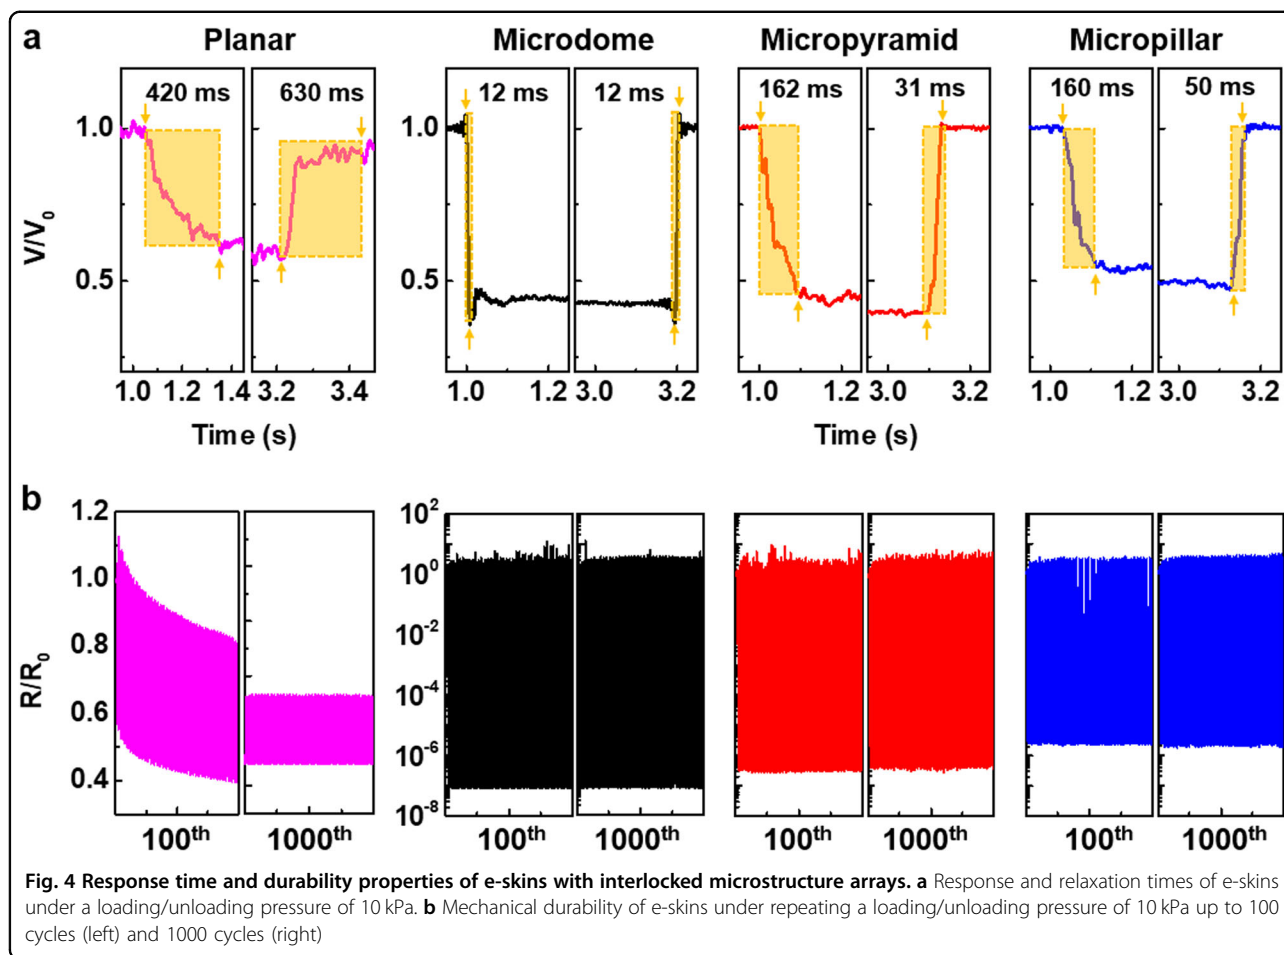 a
Planar Microdome Micropyramid Micropillar
420 ms 630 ms 12 ms 12 ms 162 ms 31 ms 160 ms 50 ms
1.0
0.5
V/V0
1.0 1.2 1.4 3.2 3.4 1.0 1.2 3.0 3.2 1.0 1.2 3.0 3.2 1.0 1.2 3.0 3.2
Time (s) Time (s)
b
1.2
1.0
0.8
0.6
0.4
R/R0
10^2
10^0
10^-2
10^-4
10^-6
10^-8
100th 1000th 100th 1000th 100th 1000th 100th 1000th
Fig. 4 Response time and durability properties of e-skins with interlocked microstructure arrays. a Response and relaxation times of e-skins
under a loading/unloading pressure of 10 kPa. b Mechanical durability of e-skins under repeating a loading/unloading pressure of 10 kPa up to 100
cycles (left) and 1000 cycles (right)